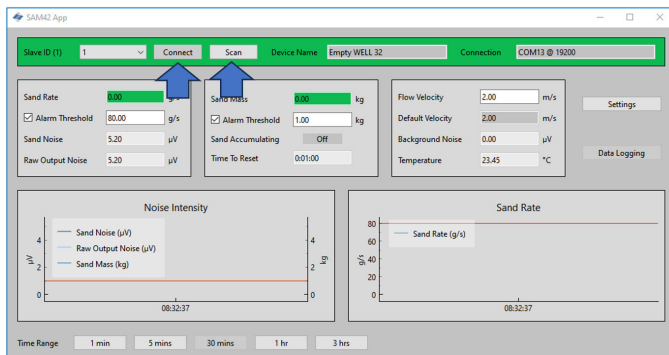 SAM42 App
Slave ID (1) 1 Connect Scan Device Name Empty WELL 32 Connection COM13 @ 19200
Sand Rate 0.00
Alarm Threshold 80.00 g/s
Sand Noise 5.20 μV
Raw Output Noise 5.20 μV
Sand Mass 0.00 kg
Alarm Threshold 1.00 kg
Sand Accumulating Off
Time To Reset 0:01:00
Flow Velocity 2.00 m/s
Default Velocity 2.00 m/s
Background Noise 0.00 μV
Temperature 23.45 °C
Settings
Data Logging
Noise Intensity
Sand Noise (μV)
Raw Output Noise (μV)
Sand Mass (kg)
μV
4
2
0
4
2
0
kg
08:32:37
Sand Rate
Sand Rate (g/s)
g/s
80
60
40
20
0
08:32:37
Time Range 1 min 5 mins 30 mins 1 hr 3 hrs